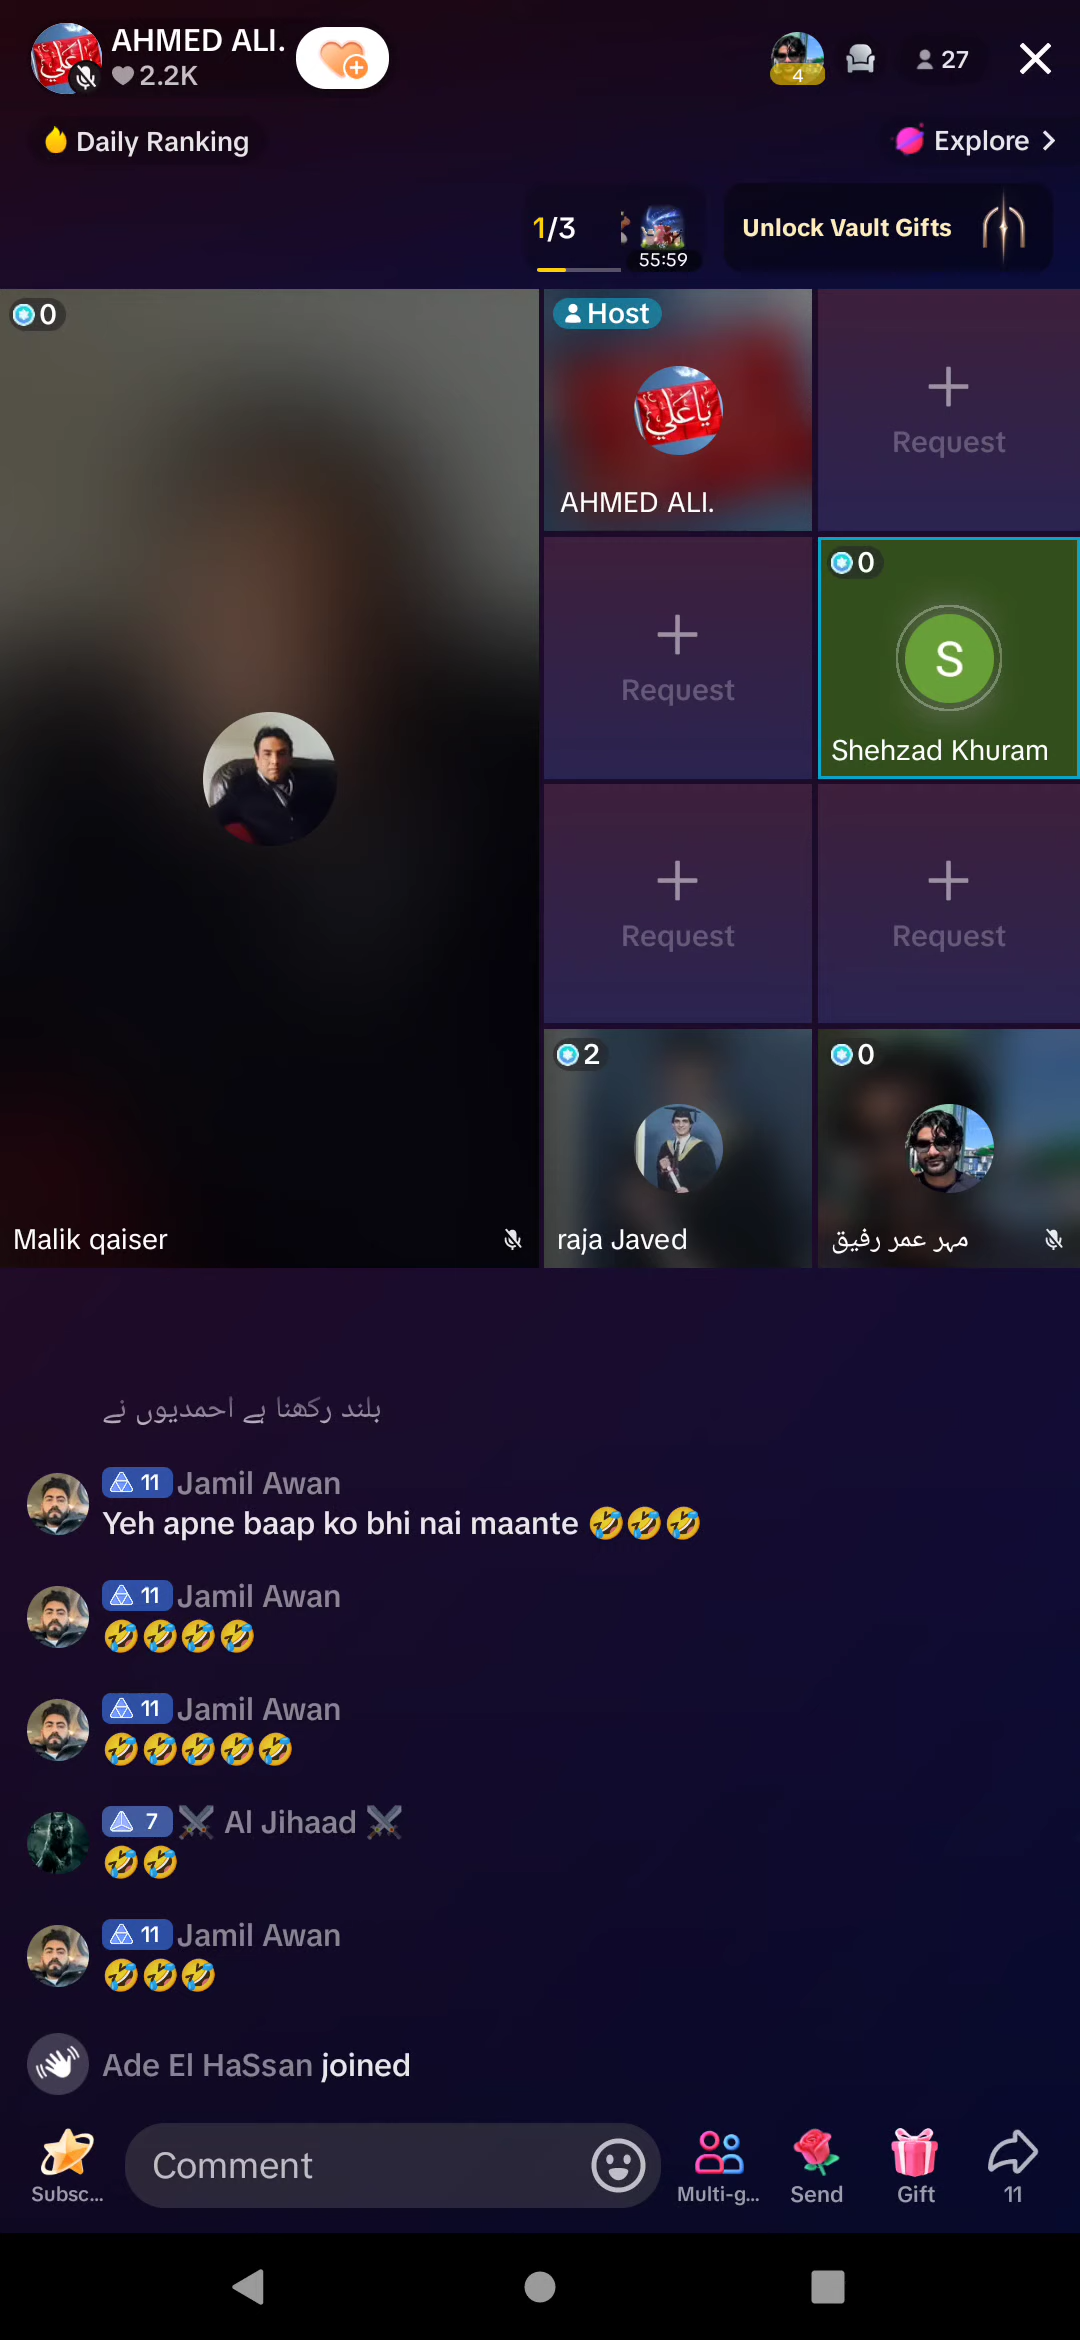 AHMED ALI.
2.2K
4
27
Daily Ranking
Explore
1/3
55:59
Unlock Vault Gifts
0
Host
ياعلي
AHMED ALI.
Request
Request
0
S
Shehzad Khuram
Request
Request
Malik qaiser
2
raja Javed
0
مہر عمر رفیق
بلند رکھنا ہے احمدیوں نے
11 Jamil Awan
Yeh apne baap ko bhi nai maante 🤣🤣🤣
11 Jamil Awan
🤣🤣🤣🤣
11 Jamil Awan
🤣🤣🤣🤣🤣
7 ⚔️ Al Jihaad ⚔️
🤣🤣
11 Jamil Awan
🤣🤣🤣
Ade El HaSsan joined
Subsc...
Comment
Multi-g...
Send
Gift
11